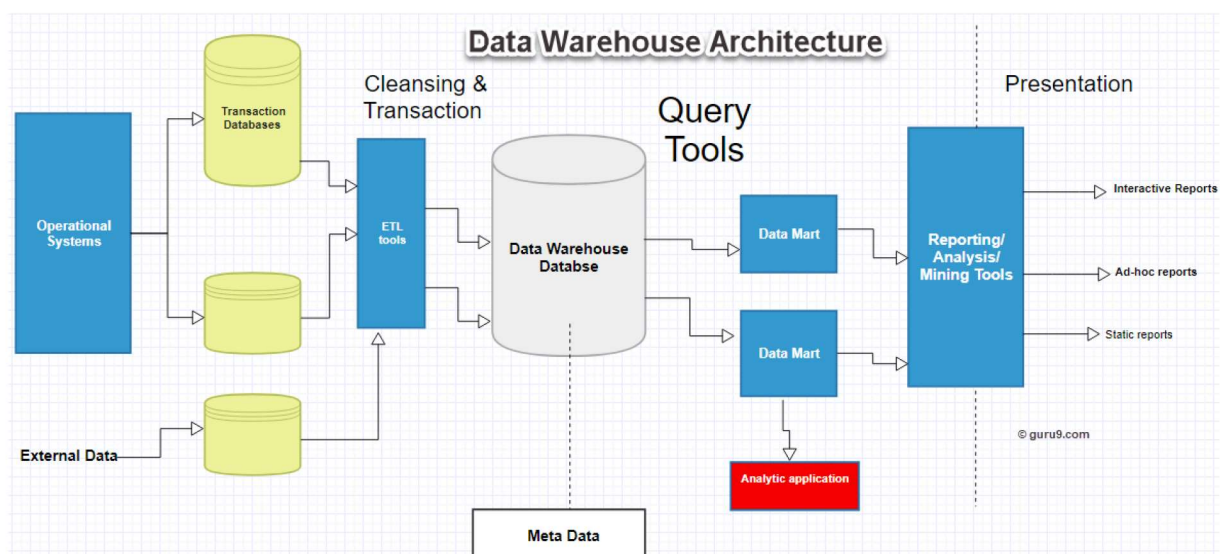 Data Warehouse Architecture
Cleansing &
Transaction
Query
Tools
Presentation
Transaction
Databases
Operational
Systems
ETL
tools
Data Warehouse
Databse
Data Mart
Data Mart
Reporting/
Analysis/
Mining Tools
Interactive Reports
Ad-hoc reports
Static reports
External Data
Analytic application
Meta Data
© guru9.com